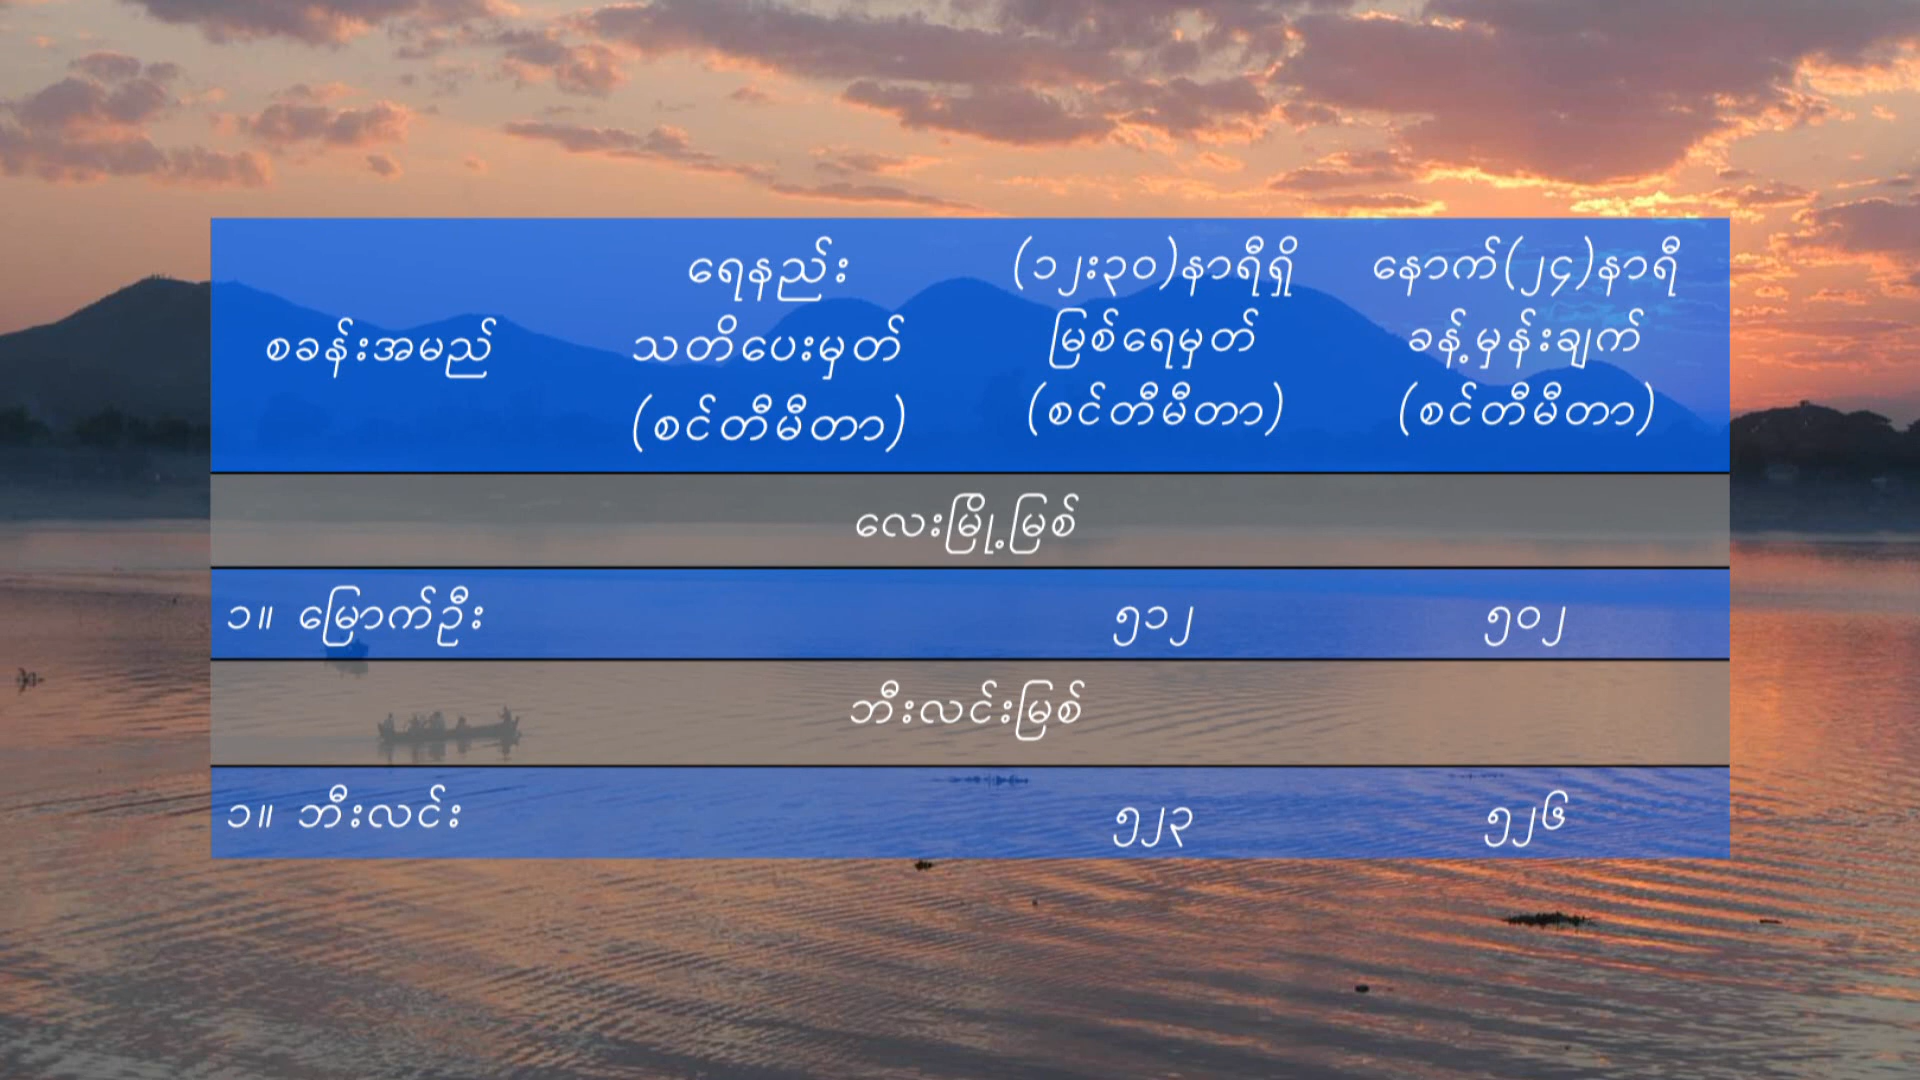 စခန်းအမည်
ရေနည်း
သတိပေးမှတ်
(စင်တီမီတာ)
(၁၂း၃၀)နာရီရှိ
မြစ်ရေမှတ်
(စင်တီမီတာ)
နောက်(၂၄)နာရီ
ခန့်မှန်းချက်
(စင်တီမီတာ)
လေးမြို့မြစ်
၁။ မြောက်ဦး ၅၁၂ ၅၀၂
ဘီးလင်းမြစ်
၁။ ဘီးလင်း ၅၂၃ ၅၂၆